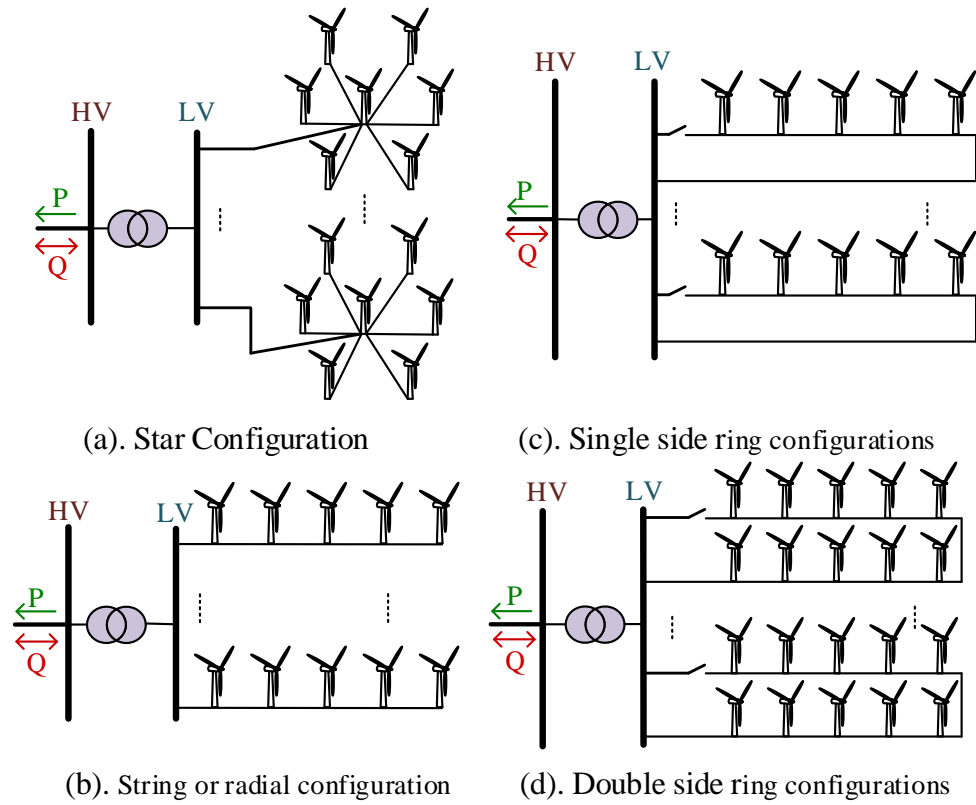 HV
LV
P
Q
(a). Star Configuration
HV
LV
P
Q
(c). Single side ring configurations
HV
LV
P
Q
(b). String or radial configuration
HV
LV
P
Q
(d). Double side ring configurations